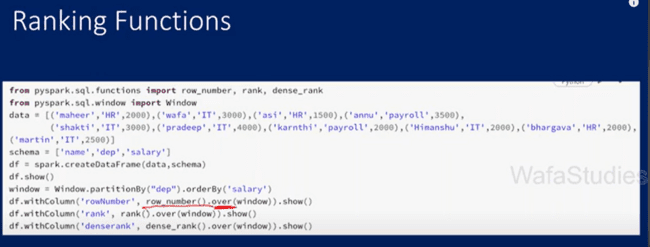 Ranking Functions
from pyspark.sql.functions import row_number, rank, dense_rank
from pyspark.sql.window import Window
data = [('maheer','HR',2000),('wafa','IT',3000),('asi','HR',1500),('annu','payroll',3500),
('shakti','IT',3000),('pradeep','IT',4000),('karnthi','payroll',2000),('Himanshu','IT',2000),('bhargava','HR',2000),
('martin','IT',2500)]
schema = ['name','dep','salary']
df = spark.createDataFrame(data,schema)
df.show()
window = Window.partitionBy("dep").orderBy('salary')
df.withColumn('rowNumber', row_number().over(window)).show()
df.withColumn('rank', rank().over(window)).show()
df.withColumn('denserank', dense_rank().over(window)).show()
WafaStudies